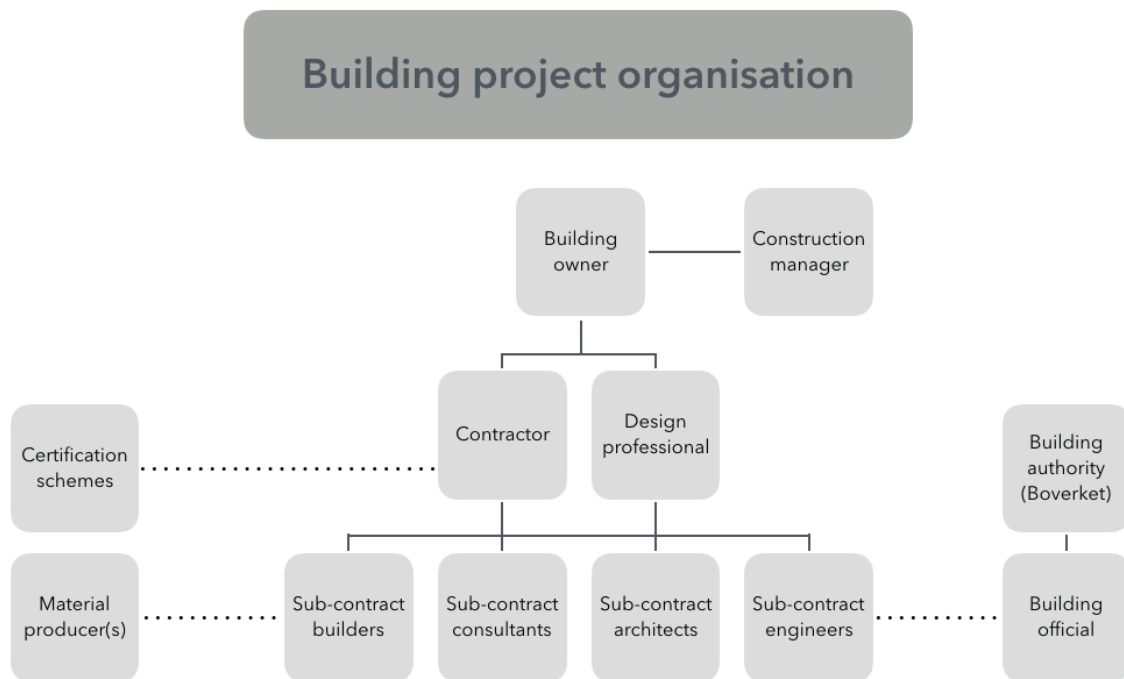 Building project organisation
Building
owner
Construction
manager
Contractor
Design
professional
Certification
schemes
Building
authority
(Boverket)
Material
producer(s)
Sub-contract
builders
Sub-contract
consultants
Sub-contract
architects
Sub-contract
engineers
Building
official